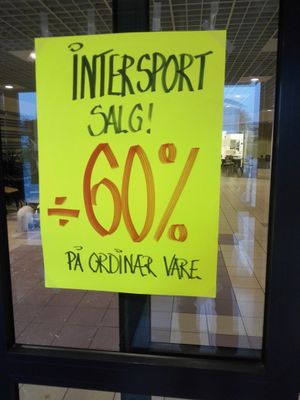 INTERSPORT
SALG!
÷60%
PÅ ORDINÆR VARE.